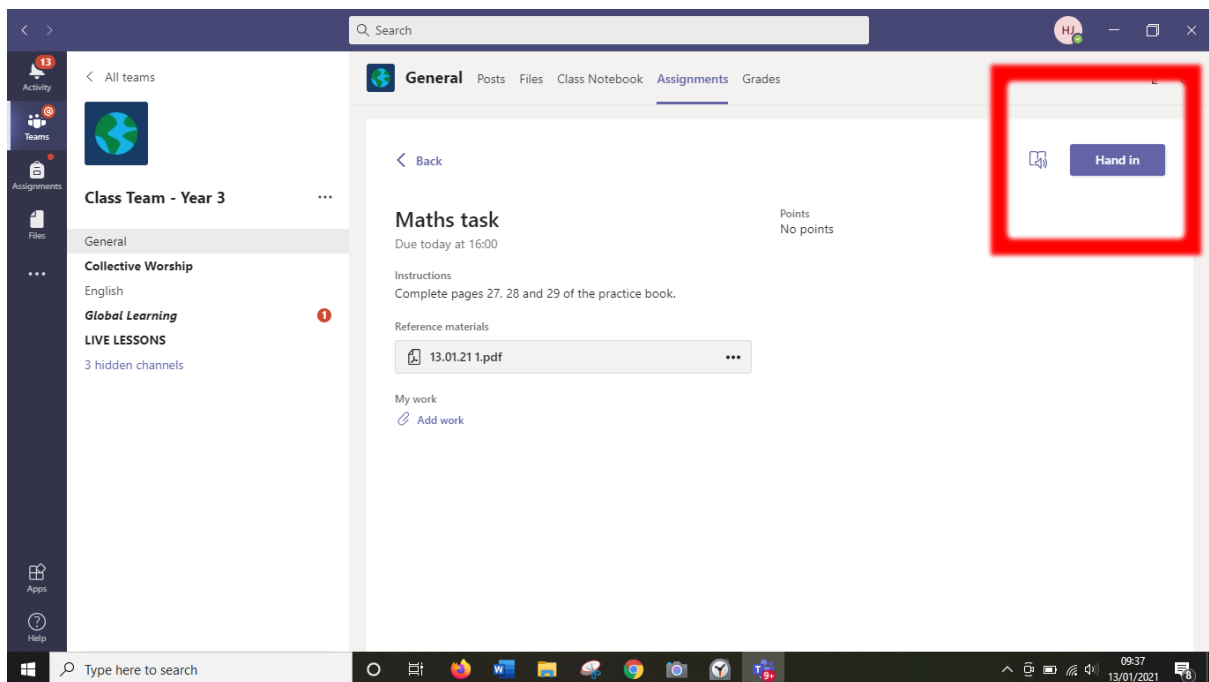 Search
HJ
13
Activity
Teams
Assignments
Files
Apps
Help
All teams
Class Team - Year 3
General
Collective Worship
English
Global Learning
1
LIVE LESSONS
3 hidden channels
General Posts Files Class Notebook Assignments Grades
Back
Hand in
Maths task
Due today at 16:00
Points
No points
Instructions
Complete pages 27, 28 and 29 of the practice book.
Reference materials
13.01.21 1.pdf
My work
Add work
Type here to search
9+
09:37
13/01/2021
8